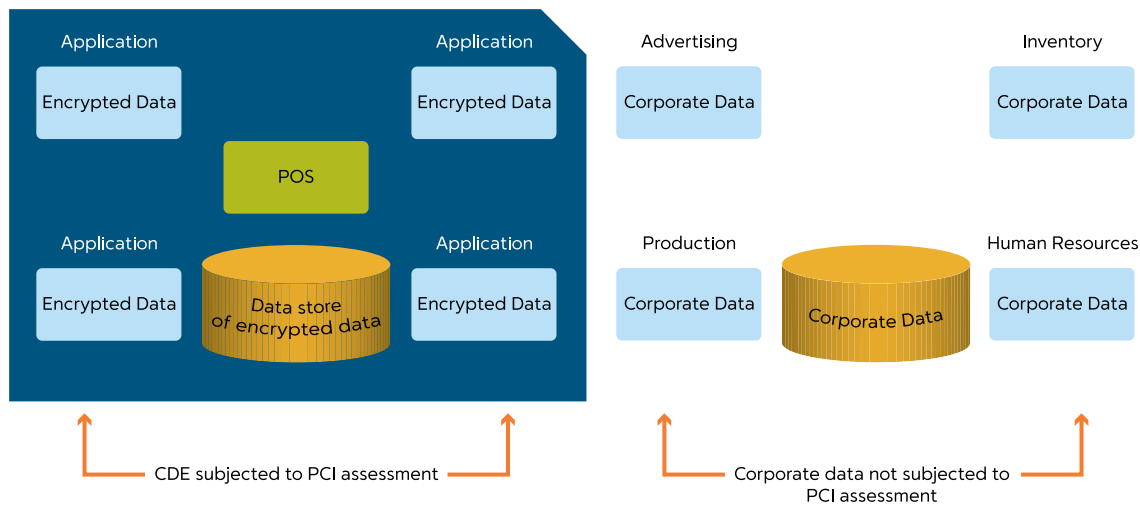 Application
Application
Advertising
Inventory
Encrypted Data
Encrypted Data
Corporate Data
Corporate Data
POS
Application
Application
Production
Human Resources
Encrypted Data
Data store
of encrypted data
Encrypted Data
Corporate Data
Corporate Data
Corporate Data
CDE subjected to PCI assessment
Corporate data not subjected to
PCI assessment